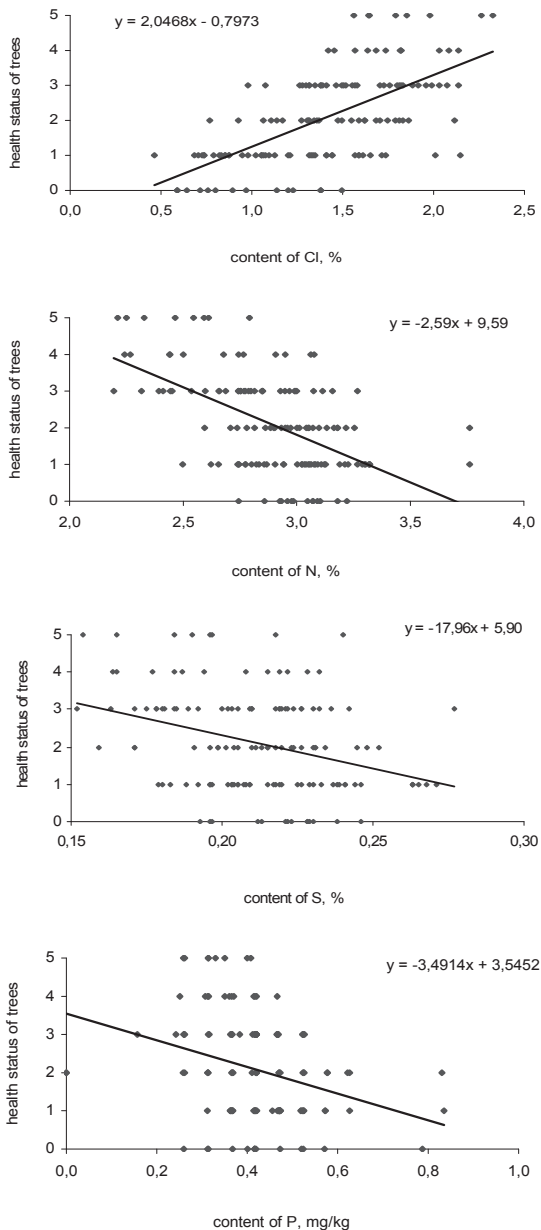 y = 2,0468x - 0,7973
health status of trees
5
4
3
2
1
0
0,0 0,5 1,0 1,5 2,0 2,5
content of Cl, %
y = -2,59x + 9,59
health status of trees
5
4
3
2
1
0
2,0 2,5 3,0 3,5 4,0
content of N, %
y = -17,96x + 5,90
health status of trees
5
4
3
2
1
0
0,15 0,20 0,25 0,30
content of S, %
y = -3,4914x + 3,5452
health status of trees
5
4
3
2
1
0
0,0 0,2 0,4 0,6 0,8 1,0
content of P, mg/kg